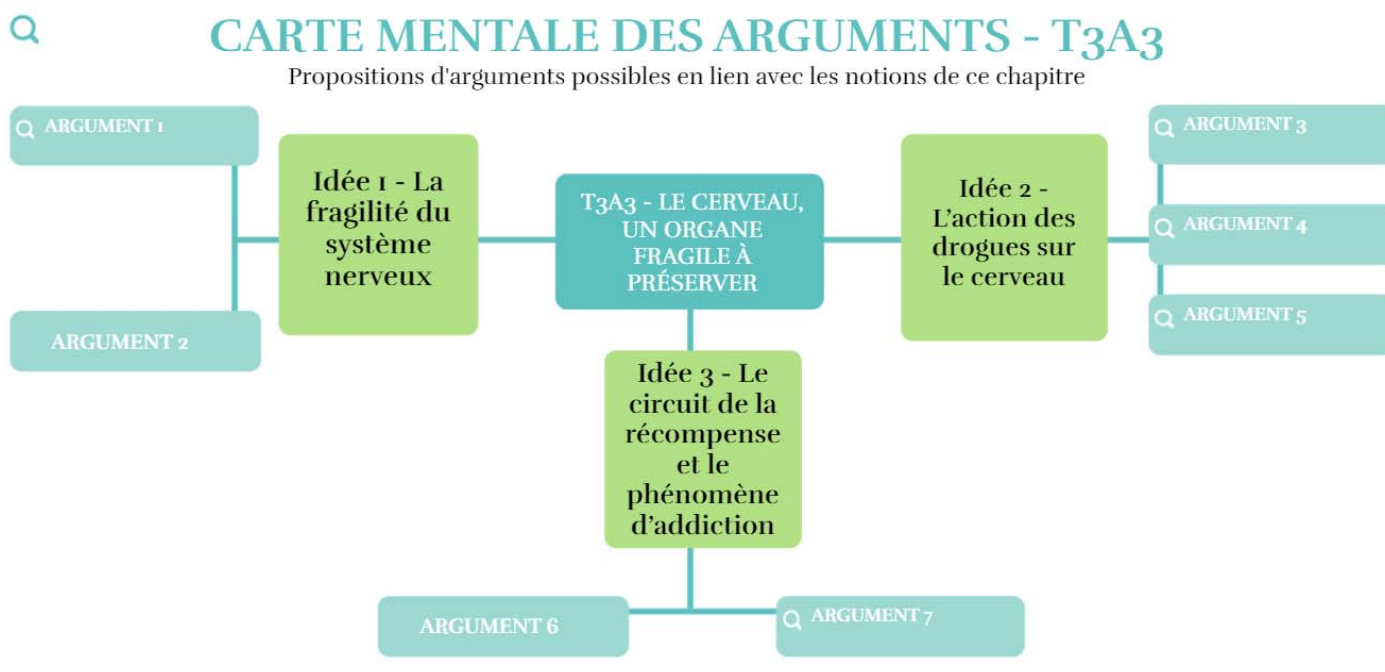 CARTE MENTALE DES ARGUMENTS - T3A3
Propositions d'arguments possibles en lien avec les notions de ce chapitre
ARGUMENT 1
ARGUMENT 2
Idée 1 - La
fragilité du
système
nerveux
T3A3 - LE CERVEAU,
UN ORGANE
FRAGILE À
PRÉSERVER
Idée 2 -
L'action des
drogues sur
le cerveau
ARGUMENT 3
ARGUMENT 4
ARGUMENT 5
Idée 3 - Le
circuit de la
récompense
et le
phénomène
d'addiction
ARGUMENT 6
ARGUMENT 7